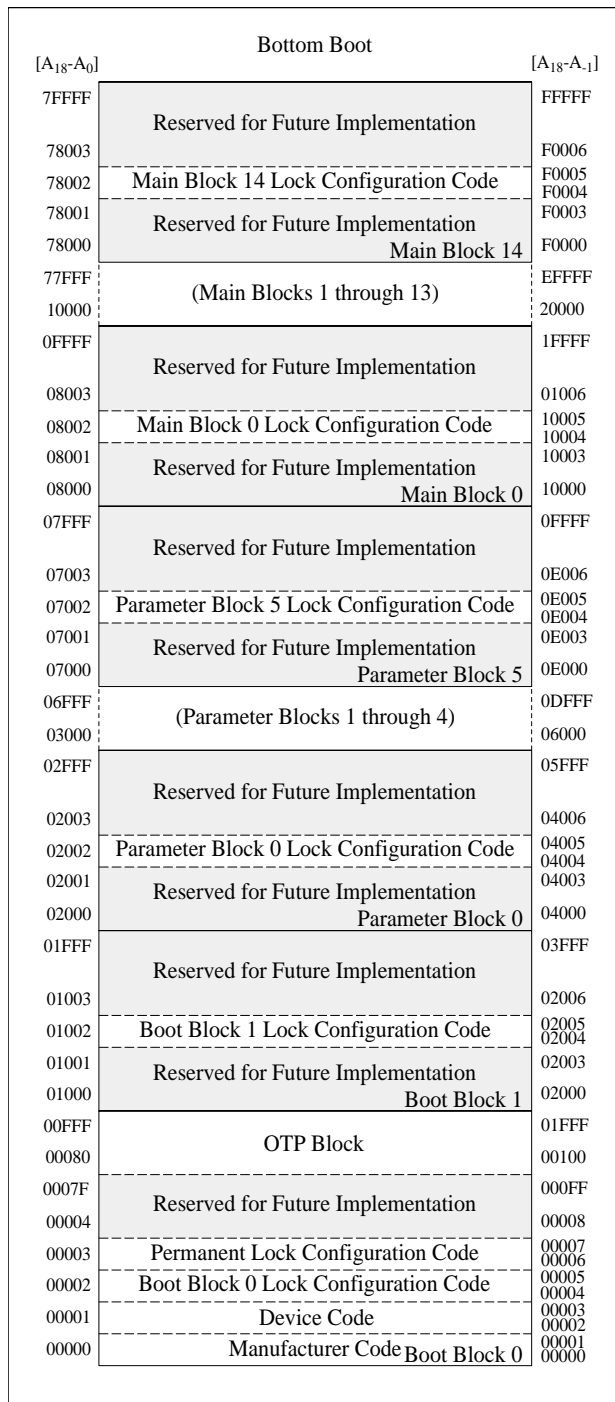 Bottom Boot
[A18-A0] [A18-A-1]
7FFFF FFFFF
Reserved for Future Implementation
78003 F0006
78002 Main Block 14 Lock Configuration Code F0005
F0004
78001 F0003
Reserved for Future Implementation
78000 Main Block 14 F0000
77FFF EFFFF
(Main Blocks 1 through 13)
10000 20000
0FFFF 1FFFF
Reserved for Future Implementation
08003 01006
08002 Main Block 0 Lock Configuration Code 10005
10004
08001 10003
Reserved for Future Implementation
08000 Main Block 0 10000
07FFF 0FFFF
Reserved for Future Implementation
07003 0E006
07002 Parameter Block 5 Lock Configuration Code 0E005
0E004
07001 0E003
Reserved for Future Implementation
07000 Parameter Block 5 0E000
06FFF 0DFFF
(Parameter Blocks 1 through 4)
03000 06000
02FFF 05FFF
Reserved for Future Implementation
02003 04006
02002 Parameter Block 0 Lock Configuration Code 04005
04004
02001 04003
Reserved for Future Implementation
02000 Parameter Block 0 04000
01FFF 03FFF
Reserved for Future Implementation
01003 02006
01002 Boot Block 1 Lock Configuration Code 02005
02004
01001 02003
Reserved for Future Implementation
01000 Boot Block 1 02000
00FFF 01FFF
OTP Block
00080 00100
0007F 000FF
Reserved for Future Implementation
00004 00008
00003 Permanent Lock Configuration Code 00007
00006
00002 Boot Block 0 Lock Configuration Code 00005
00004
00001 Device Code 00003
00002
00000 Manufacturer Code Boot Block 0 00001
00000